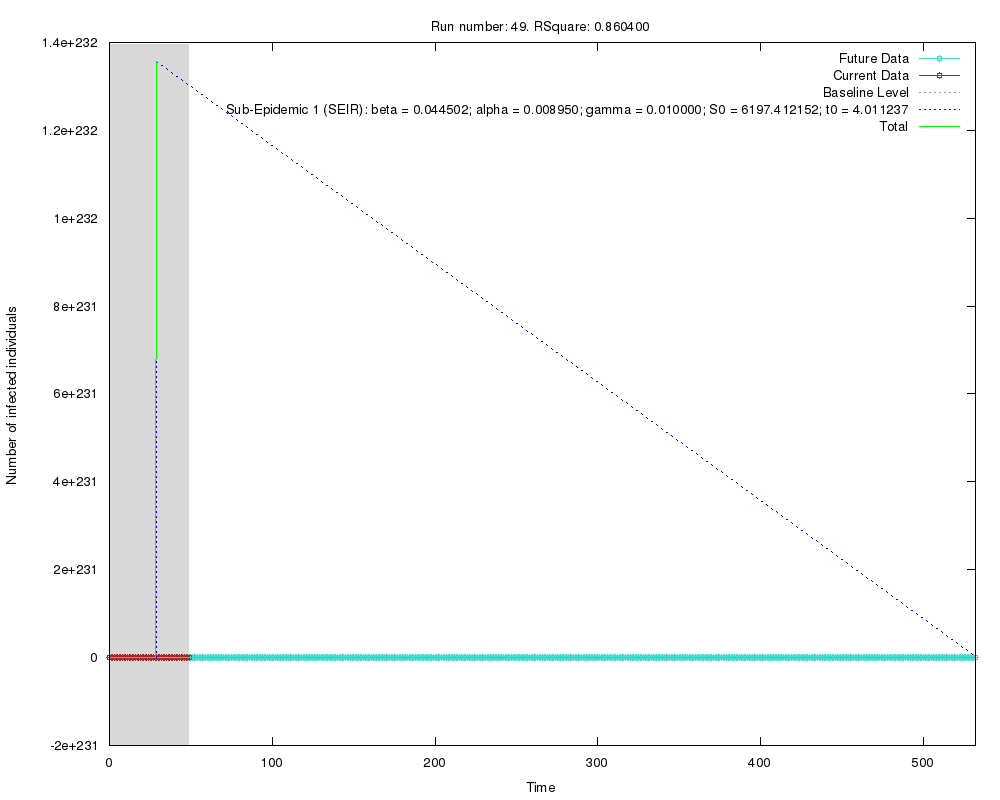 Run number: 49. RSquare: 0.860400
1.4e+232
1.2e+232
1e+232
8e+231
6e+231
4e+231
2e+231
0
-2e+231
Number of infected individuals
Future Data
Current Data
Baseline Level
Sub-Epidemic 1 (SEIR): beta = 0.044502; alpha = 0.008950; gamma = 0.010000; S0 = 6197.412152; t0 = 4.011237
Total
0 100 200 300 400 500
Time